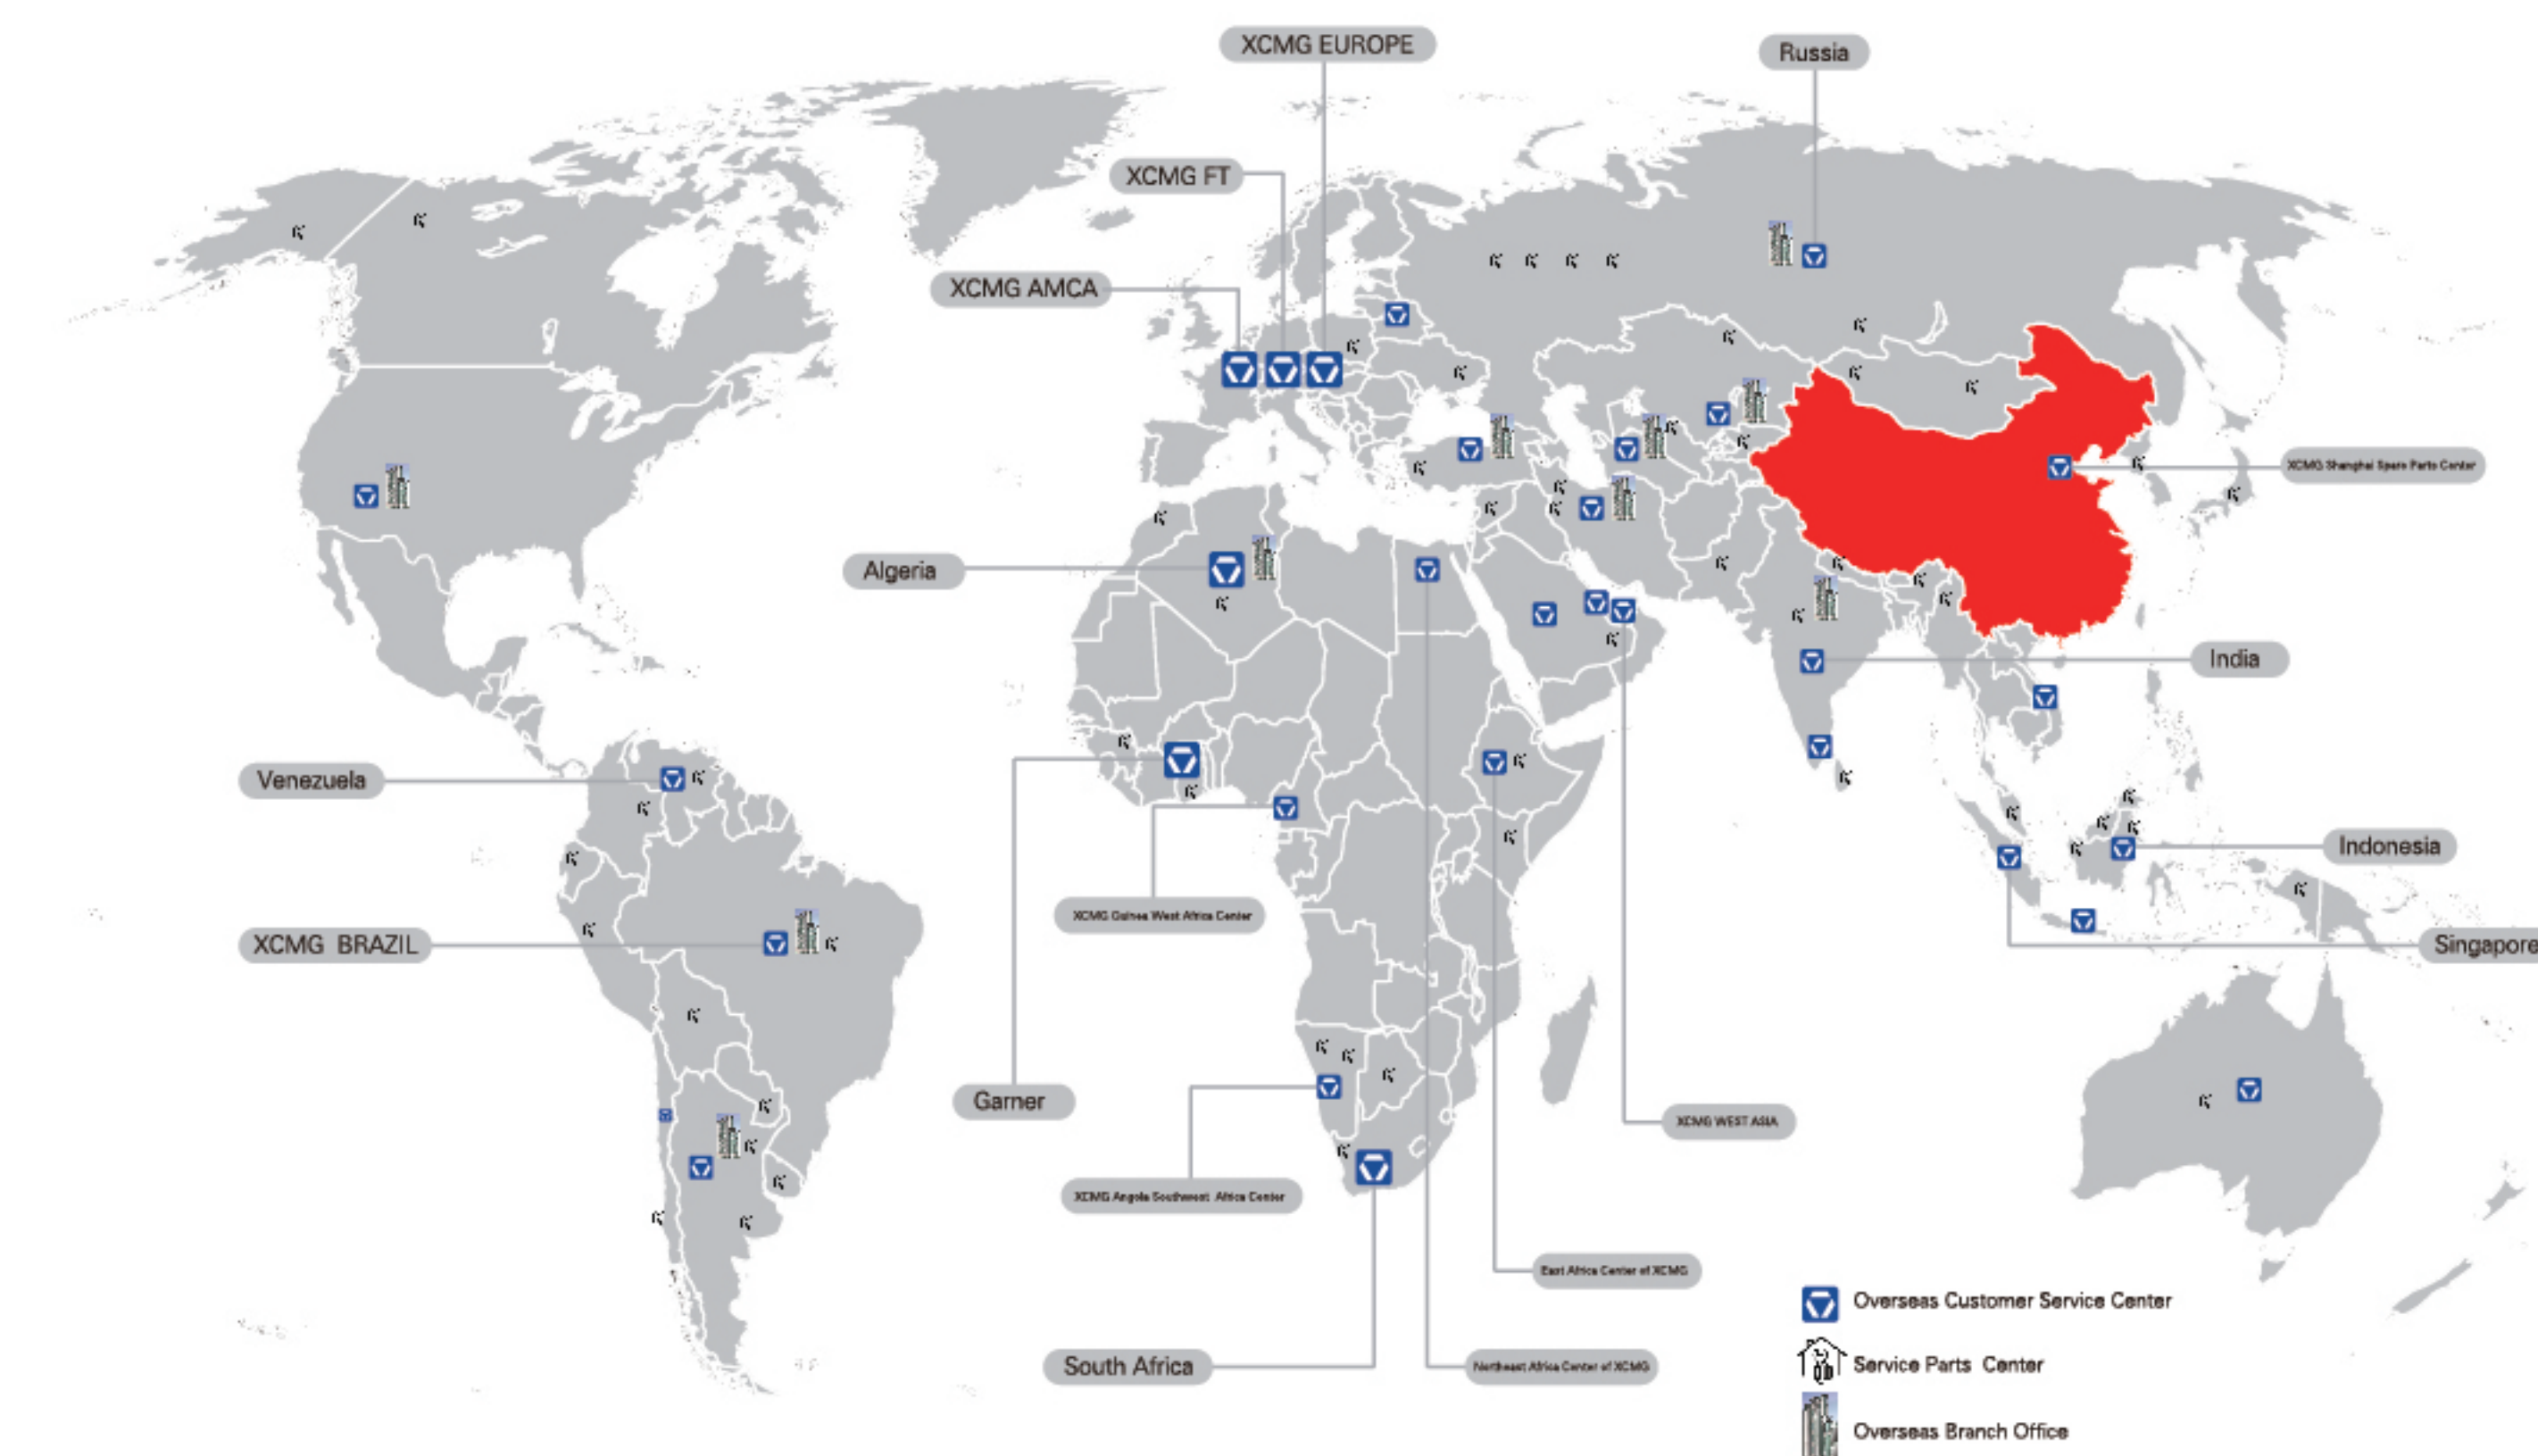 XCMG EUROPE
Russia
XCMG FT
XCMG AMCA
XCMG Shanghai Spare Parts Center
Algeria
India
Venezuela
Indonesia
XCMG Guinea West Africa Center
XCMG BRAZIL
Singapore
Garner
XCMG WEST ASIA
XCMG Angola Southwest Africa Center
East Africa Center of XCMG
South Africa
Northeast Africa Center of XCMG
Overseas Customer Service Center
Service Parts Center
Overseas Branch Office